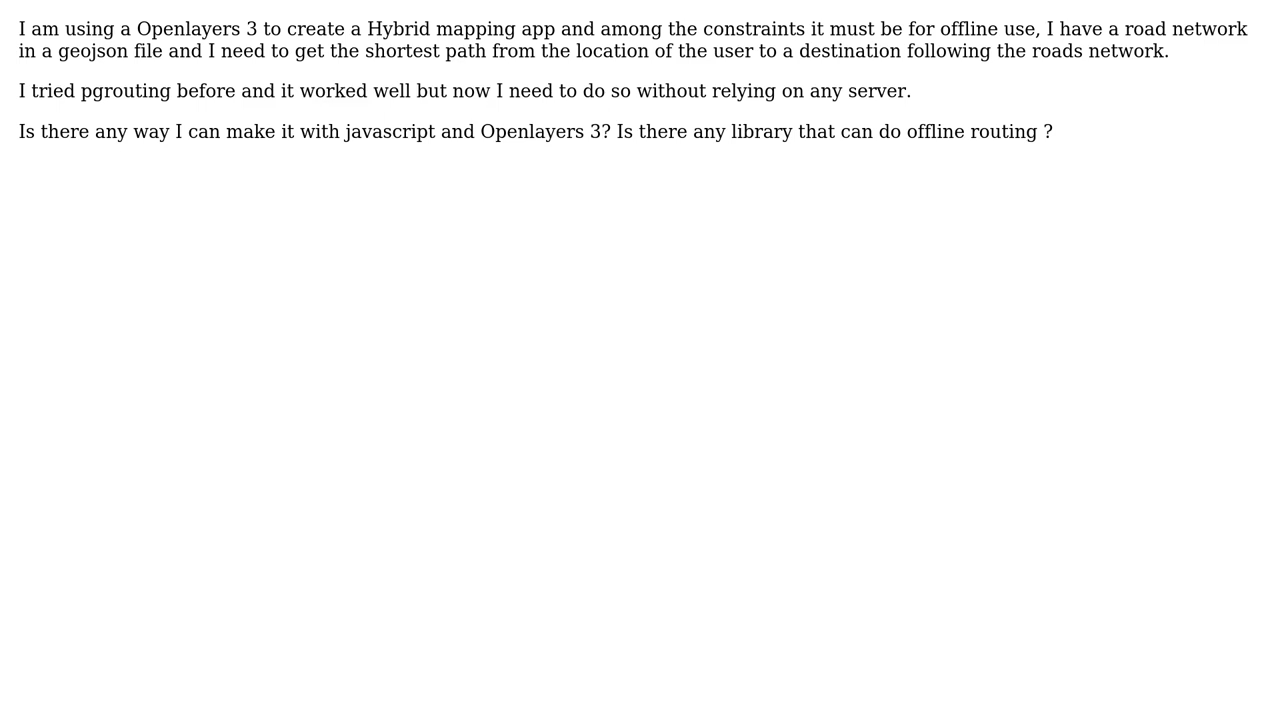 I am using a Openlayers 3 to create a Hybrid mapping app and among the constraints it must be for offline use, I have a road network
in a geojson file and I need to get the shortest path from the location of the user to a destination following the roads network.
I tried pgrouting before and it worked well but now I need to do so without relying on any server.
Is there any way I can make it with javascript and Openlayers 3? Is there any library that can do offline routing ?